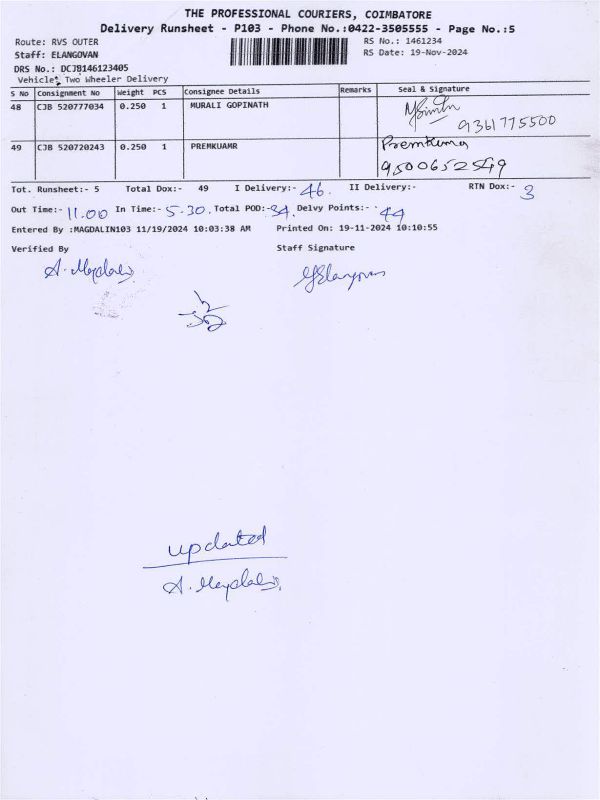 THE PROFESSIONAL COURIERS, COIMBATORE
Delivery Runsheet - P103 - Phone No.:0422-3505555 - Page No.:5
Route: RVS OUTER
RS No.: 1461234
Staff: ELANGOVAN
RS Date: 19-Nov-2024
DRS No.: DCJB146123405
Vehicle: Two Wheeler Delivery
S No Consignment No Weight PCS Consignee Details Remarks Seal & Signature
48 CJB 520777034 0.250 1 MURALI GOPINATH
9361775500
49 CJB 520720243 0.250 1 PREMKUAMR Premkumar
9500652549
Tot. Runsheet:- 5 Total Dox:- 49 I Delivery:- 46. II Delivery:- RTN Dox:- 3
Out Time:- 11.00 In Time:- 5.30. Total POD:- 34. Delvy Points:- 44
Entered By :MAGDALIN103 11/19/2024 10:03:38 AM Printed On: 19-11-2024 10:10:55
Verified By Staff Signature
A. Magdalin
updated
A. Magdalin